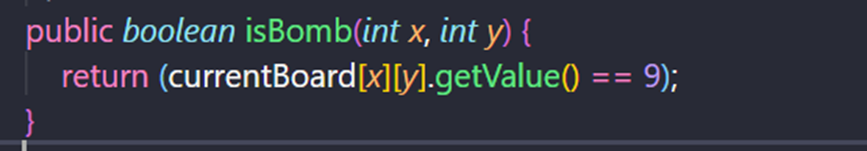 public boolean isBomb(int x, int y) {
return (currentBoard[x][y].getValue() == 9);
}